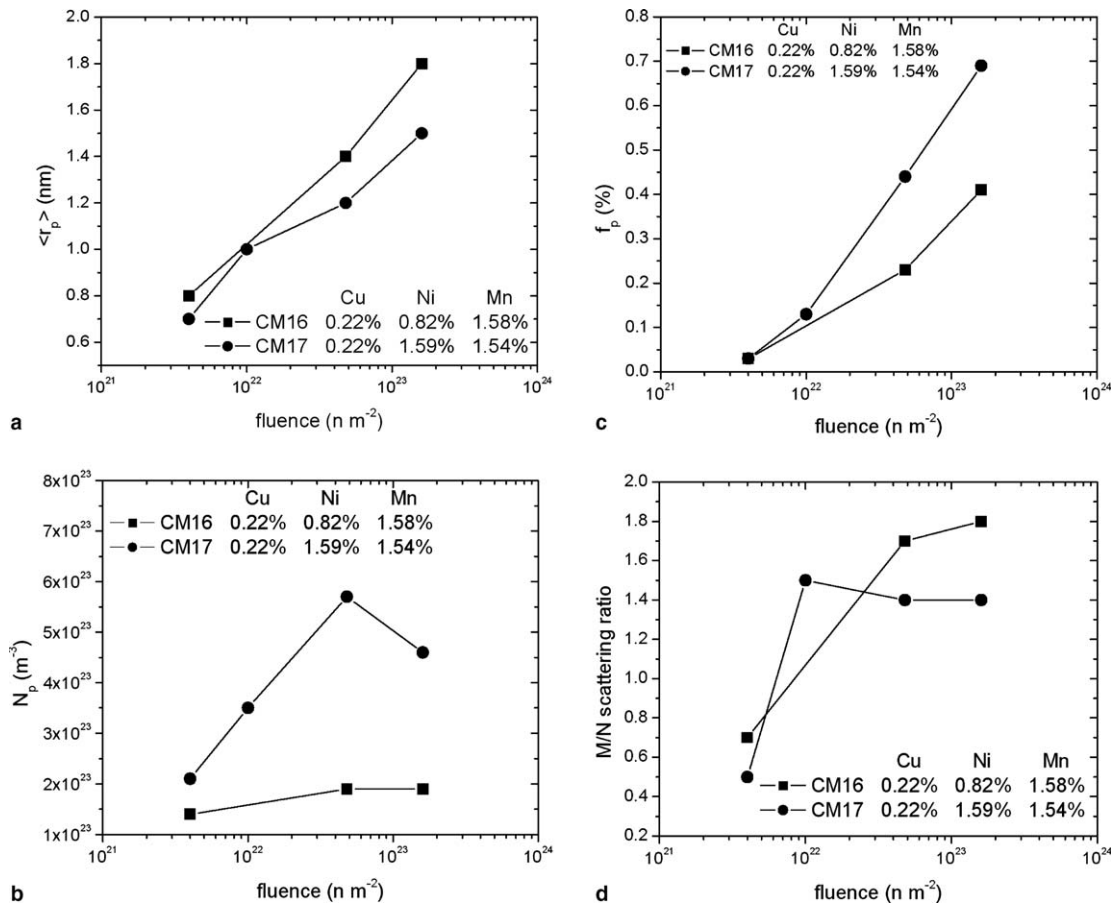 2.0
1.8
1.6
1.4
1.2
1.0
0.8
0.6
<r_p> (nm)
Cu Ni Mn
CM16 0.22% 0.82% 1.58%
CM17 0.22% 1.59% 1.54%
10^21 10^22 10^23 10^24
fluence (n m^-2)
a
0.8
0.7
0.6
0.5
0.4
0.3
0.2
0.1
0.0
f_p (%)
Cu Ni Mn
CM16 0.22% 0.82% 1.58%
CM17 0.22% 1.59% 1.54%
10^21 10^22 10^23 10^24
fluence (n m^-2)
c
8x10^23
7x10^23
6x10^23
5x10^23
4x10^23
3x10^23
2x10^23
1x10^23
N_p (m^-3)
Cu Ni Mn
CM16 0.22% 0.82% 1.58%
CM17 0.22% 1.59% 1.54%
10^21 10^22 10^23 10^24
fluence (n m^-2)
b
2.0
1.8
1.6
1.4
1.2
1.0
0.8
0.6
0.4
0.2
M/N scattering ratio
Cu Ni Mn
CM16 0.22% 0.82% 1.58%
CM17 0.22% 1.59% 1.54%
10^21 10^22 10^23 10^24
fluence (n m^-2)
d